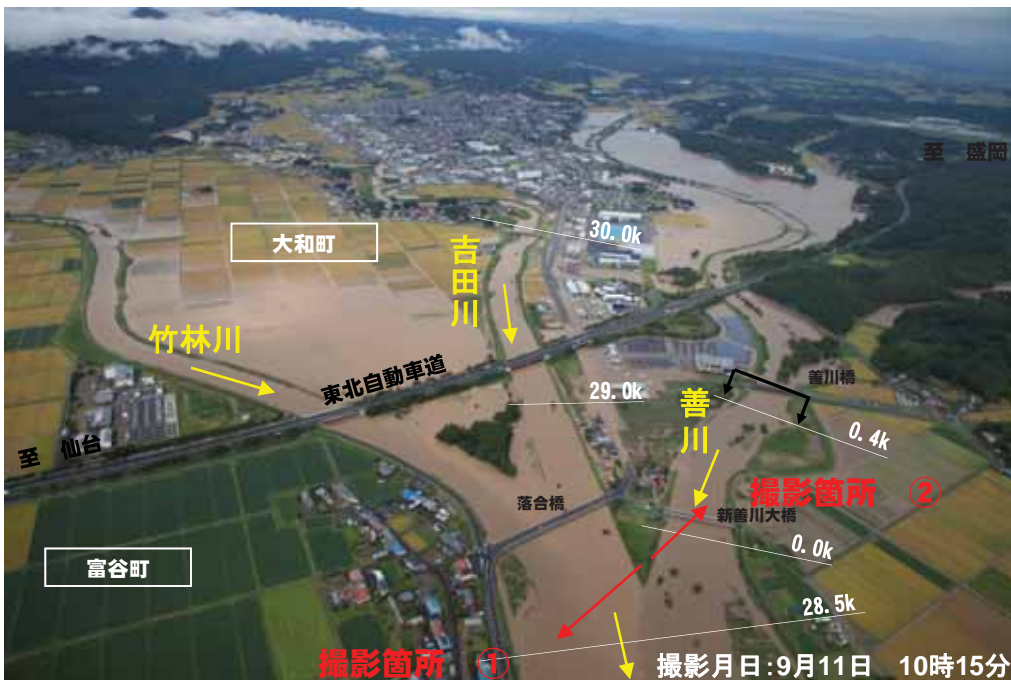 至 盛岡
30.0k
大和町
吉田川
竹林川
東北自動車道
29.0k
善川橋
善川
0.4k
至 仙台
撮影箇所 ②
落合橋
新善川大橋
0.0k
富谷町
28.5k
撮影箇所 ①
撮影月日:9月11日 10時15分